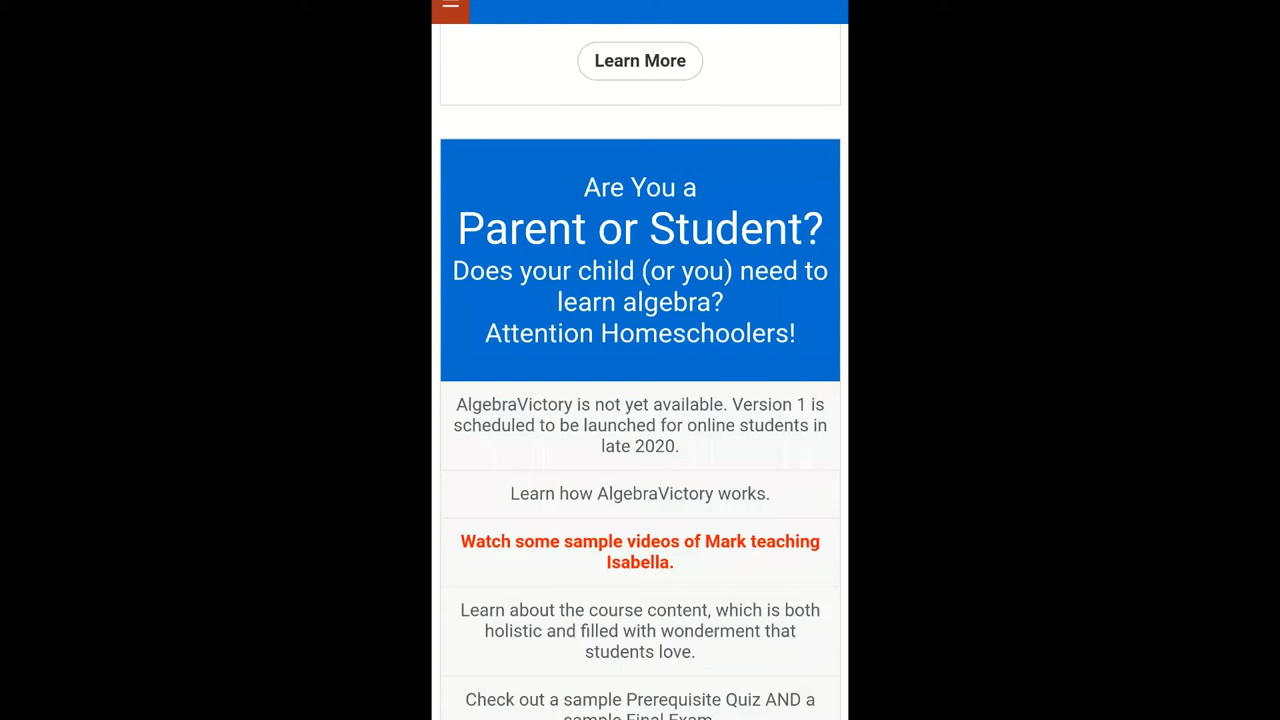 Learn More
Are You a
Parent or Student?
Does your child (or you) need to
learn algebra?
Attention Homeschoolers!
AlgebraVictory is not yet available. Version 1 is
scheduled to be launched for online students in
late 2020.
Learn how AlgebraVictory works.
Watch some sample videos of Mark teaching
Isabella.
Learn about the course content, which is both
holistic and filled with wonderment that
students love.
Check out a sample Prerequisite Quiz AND a
sample Final Exam.